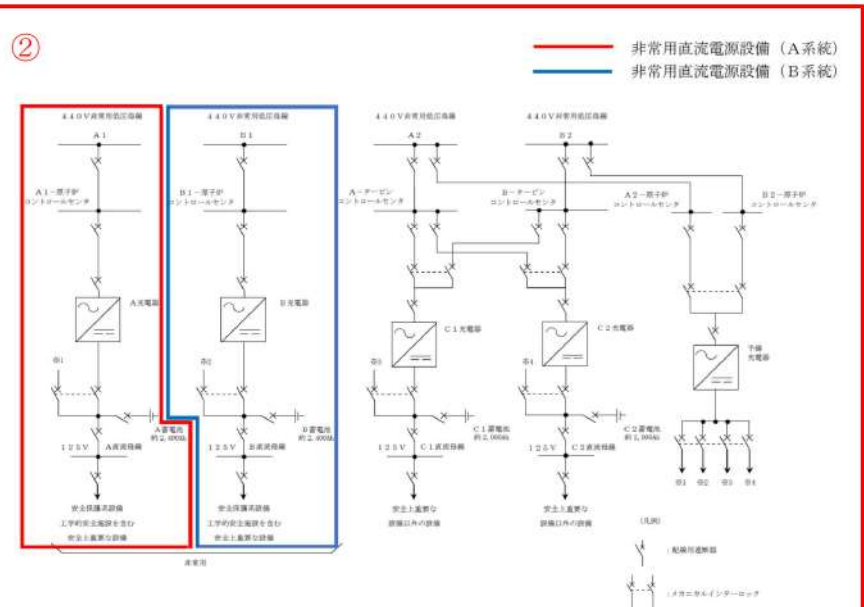 ②
非常用直流電源設備（A系統）
非常用直流電源設備（B系統）
440V非常用低圧母線
A1
440V非常用低圧母線
B1
440V非常用低圧母線
A2
440V非常用低圧母線
B2
A1－原子炉
コントロールセンタ
B1－原子炉
コントロールセンタ
A－タービン
コントロールセンタ
B－タービン
コントロールセンタ
A2－原子炉
コントロールセンタ
B2－原子炉
コントロールセンタ
A充電器
B充電器
C1充電器
C2充電器
予備
充電器
※1
※2
※3
※4
A蓄電池
約2,400Ah
B蓄電池
約2,400Ah
C1蓄電池
約2,000Ah
C2蓄電池
約2,000Ah
125V A直流母線
125V B直流母線
125V C1直流母線
125V C2直流母線
※1 ※2 ※3 ※4
安全保護系設備
工学的安全施設を含む
安全上重要な設備
安全保護系設備
工学的安全施設を含む
安全上重要な設備
安全上重要な
設備以外の設備
安全上重要な
設備以外の設備
非常用
（凡例）
：配線用遮断器
：メカニカルインターロック